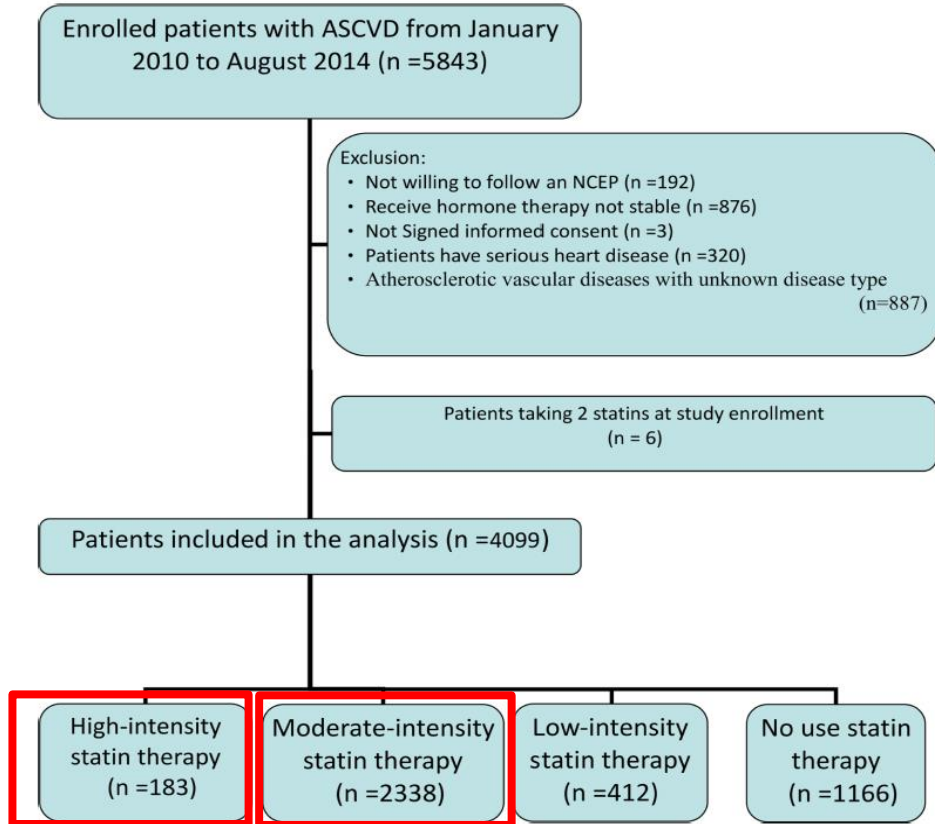 Enrolled patients with ASCVD from January
2010 to August 2014 (n =5843)
Exclusion:
• Not willing to follow an NCEP (n =192)
• Receive hormone therapy not stable (n =876)
• Not Signed informed consent (n =3)
• Patients have serious heart disease (n =320)
• Atherosclerotic vascular diseases with unknown disease type
(n=887)
Patients taking 2 statins at study enrollment
(n = 6)
Patients included in the analysis (n =4099)
High-intensity
statin therapy
(n =183)
Moderate-intensity
statin therapy
(n =2338)
Low-intensity
statin therapy
(n =412)
No use statin
therapy
(n =1166)